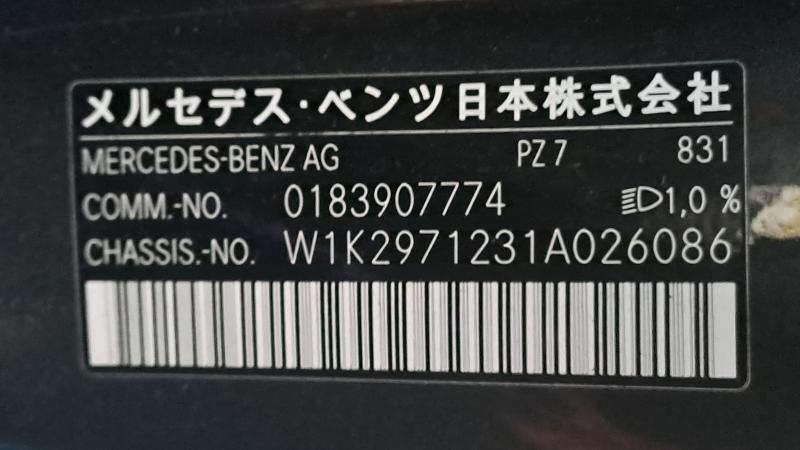 メルセデス・ベンツ日本株式会社
MERCEDES-BENZ AG PZ 7 831
COMM.-NO. 0183907774 1,0 %
CHASSIS.-NO. W1K2971231A026086